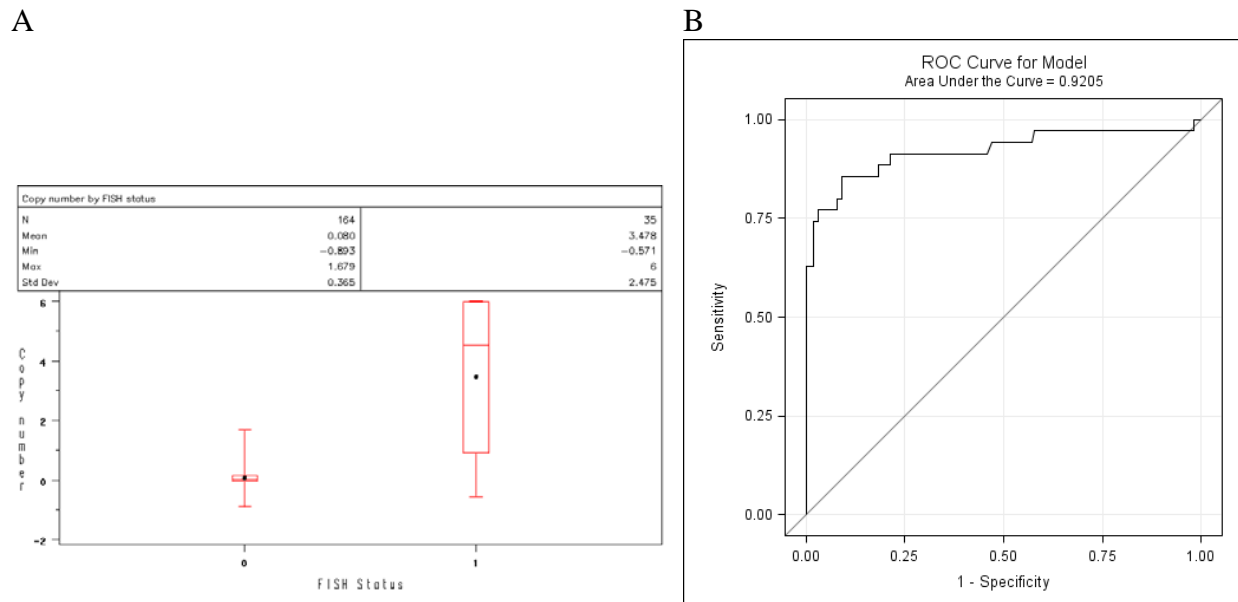 A
Copy number by FISH status
N 164 35
Mean 0.080 3.478
Min -0.893 -0.571
Max 1.679 6
Std Dev 0.365 2.475
6
4
2
0
-2
Copy number
0 1
FISH Status
B
ROC Curve for Model
Area Under the Curve = 0.9205
1.00
0.75
0.50
0.25
0.00
Sensitivity
0.00 0.25 0.50 0.75 1.00
1 - Specificity